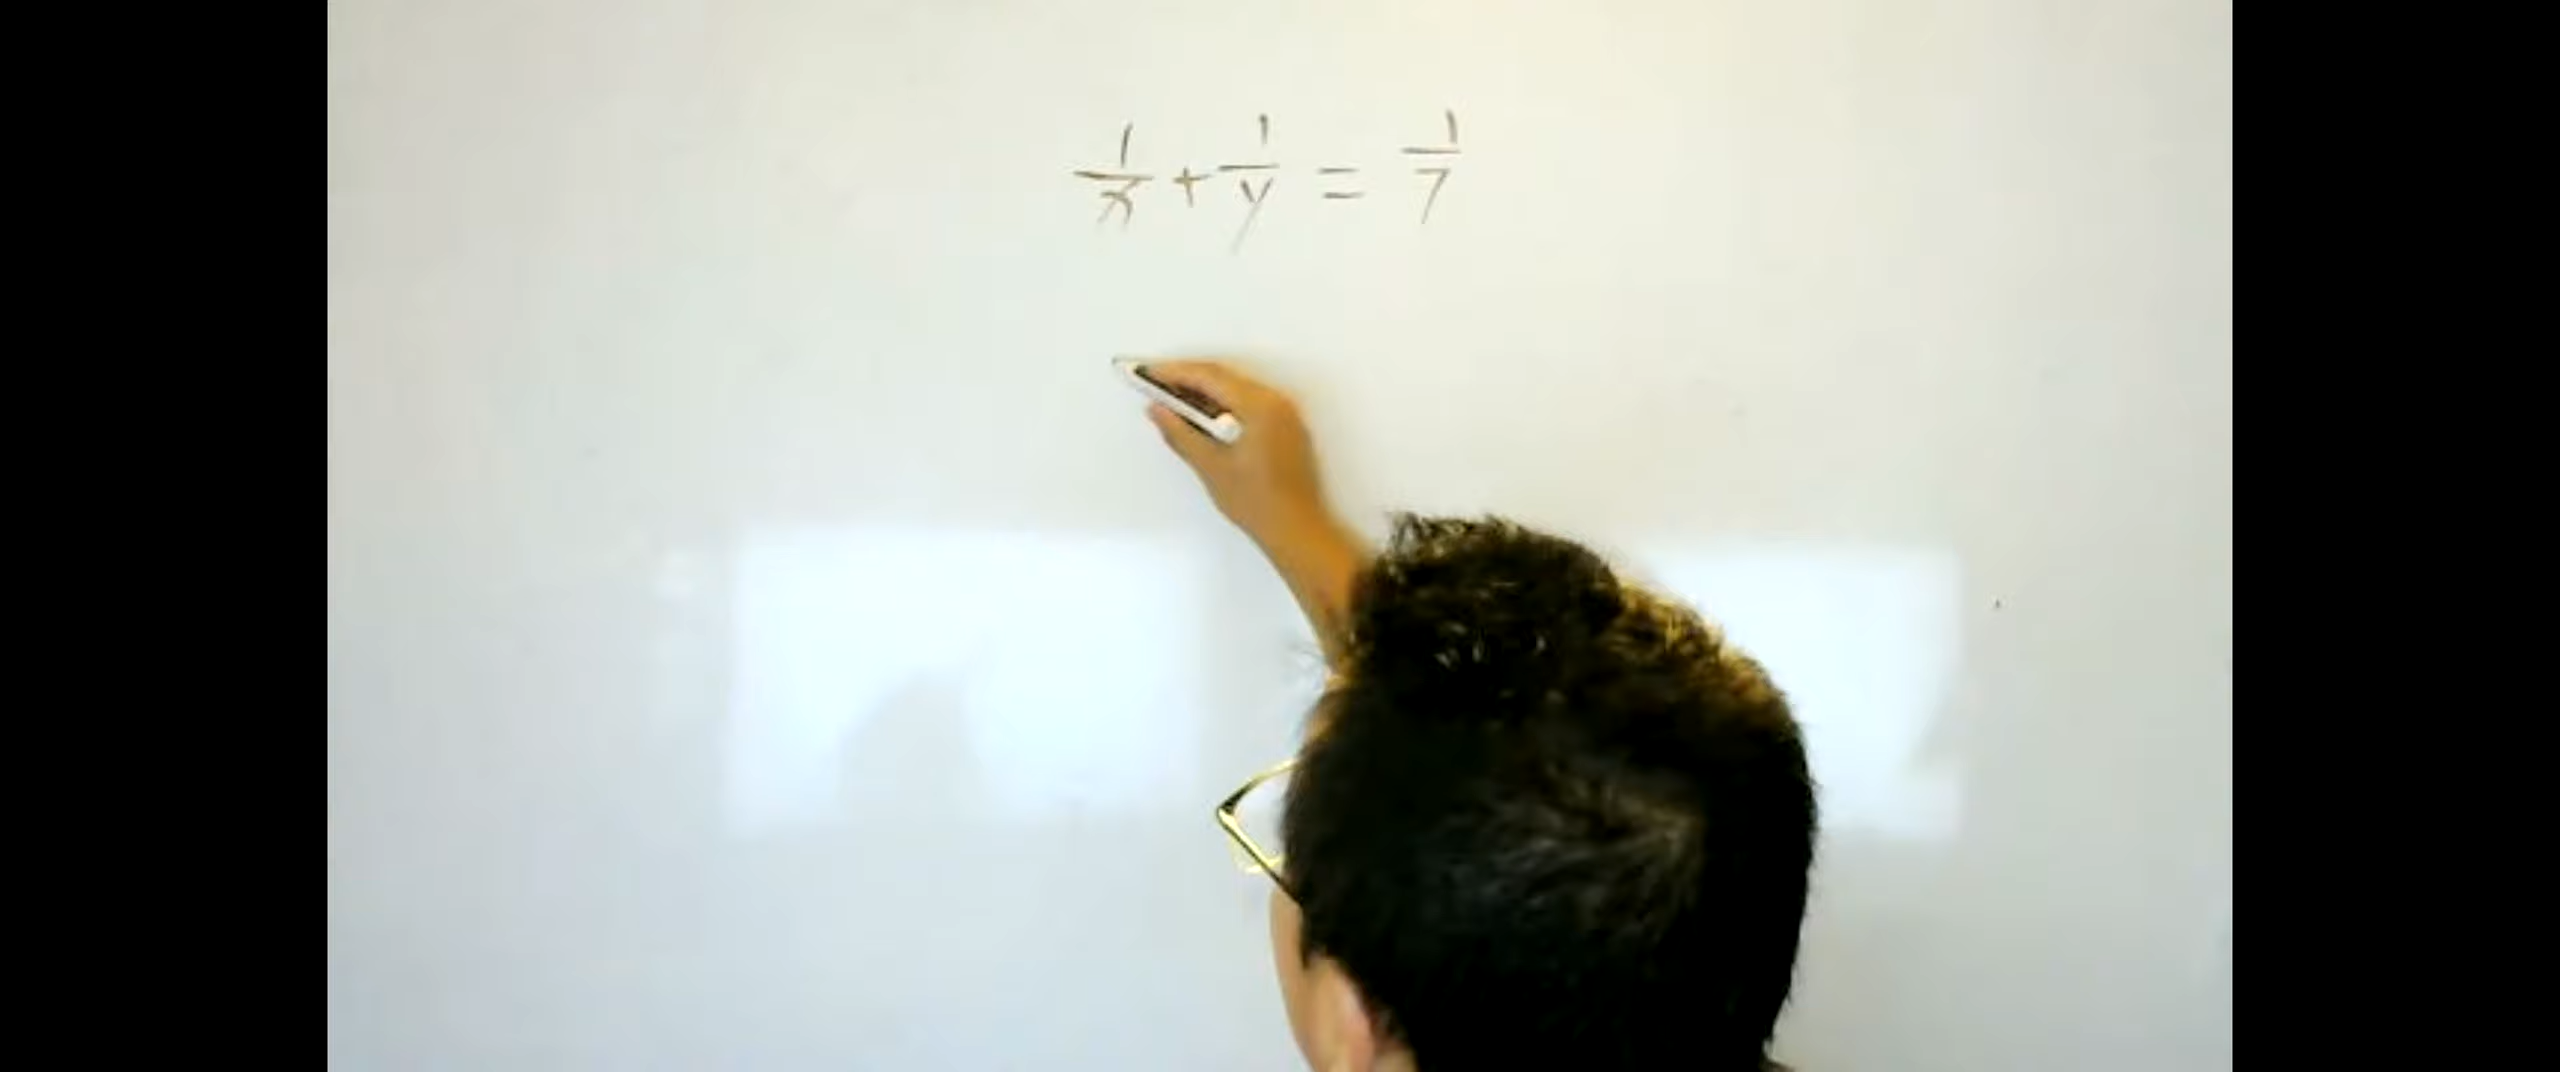 1/x + 1/y = 1/7